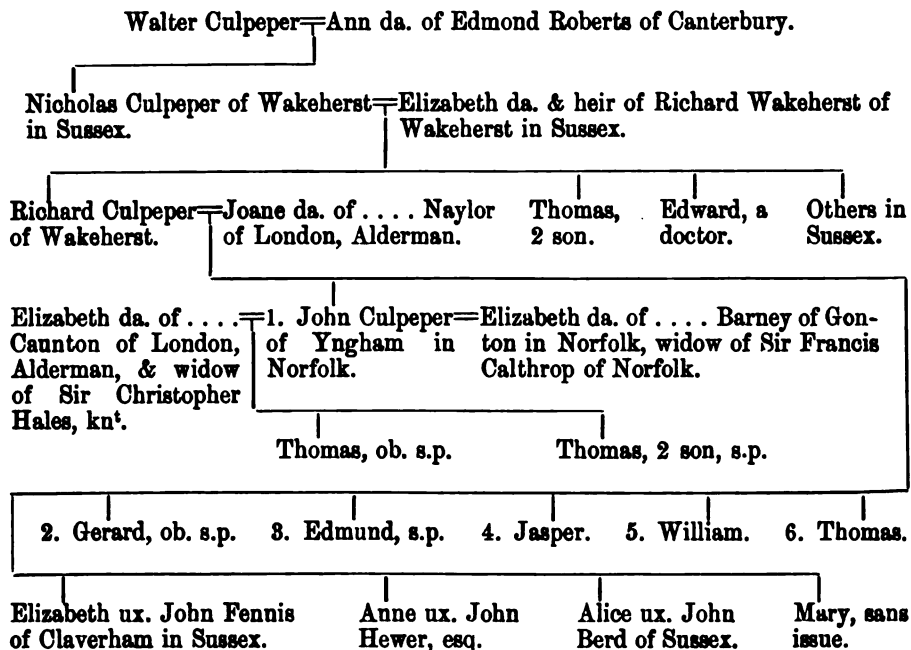 Walter Culpeper=Ann da. of Edmond Roberts of Canterbury.
Nicholas Culpeper of Wakeherst=Elizabeth da. & heir of Richard Wakeherst of
in Sussex. Wakeherst in Sussex.
Richard Culpeper=Joane da. of .... Naylor Thomas, Edward, a Others in
of Wakeherst. of London, Alderman. 2 son. doctor. Sussex.
Elizabeth da. of ....=1. John Culpeper=Elizabeth da. of .... Barney of Gon-
Caunton of London, of Yngham in ton in Norfolk, widow of Sir Francis
Alderman, & widow Norfolk. Calthrop of Norfolk.
of Sir Christopher
Hales, knᵗ.
Thomas, ob. s.p. Thomas, 2 son, s.p.
2. Gerard, ob. s.p. 3. Edmund, s.p. 4. Jasper. 5. William. 6. Thomas.
Elizabeth ux. John Fennis Anne ux. John Alice ux. John Mary, sans
of Claverham in Sussex. Hewer, esq. Berd of Sussex. issue.